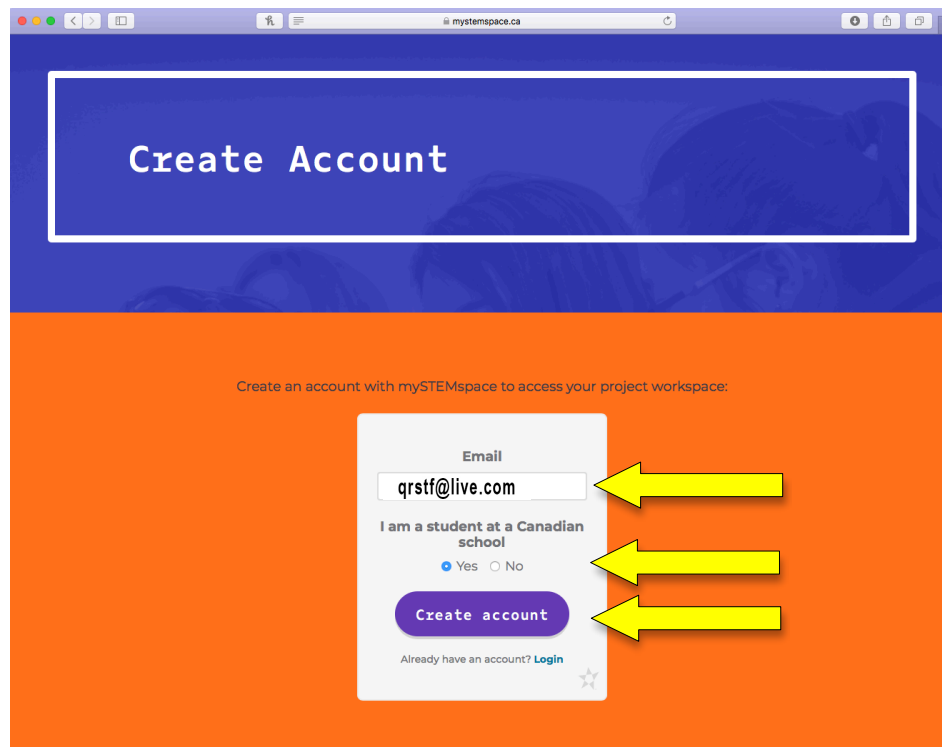 mystemspace.ca
Create Account
Create an account with mySTEMspace to access your project workspace:
Email
qrstf@live.com
I am a student at a Canadian
school
Yes No
Create account
Already have an account? Login